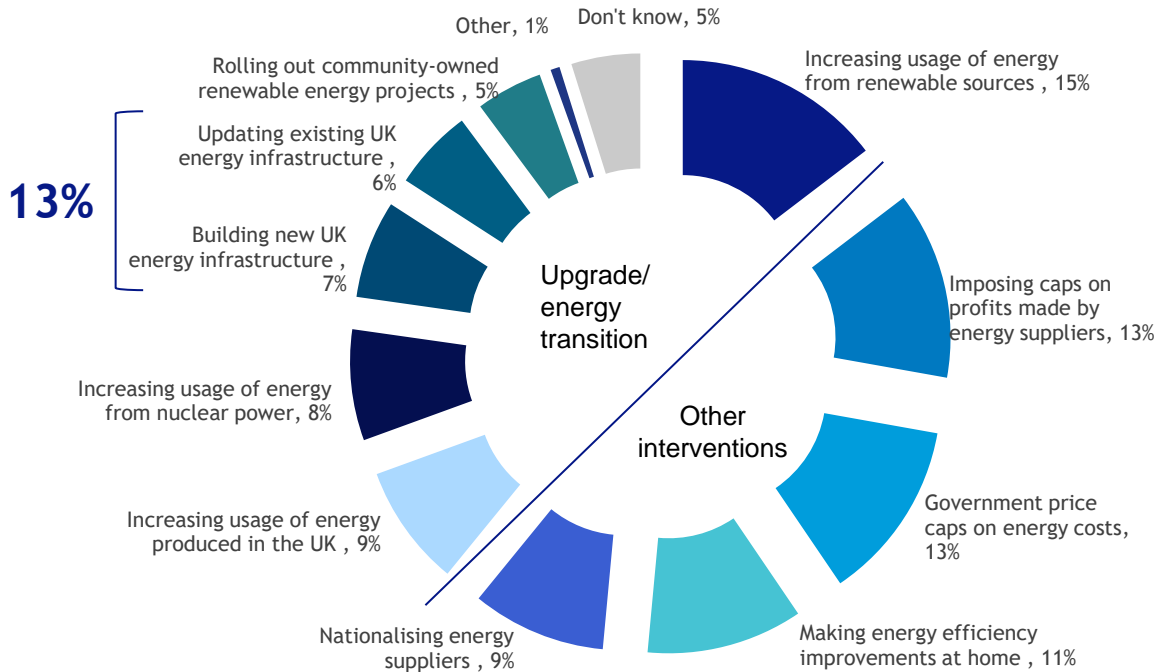 Other, 1%
Don't know, 5%
Increasing usage of energy
from renewable sources , 15%
Rolling out community-owned
renewable energy projects , 5%
Updating existing UK
energy infrastructure ,
6%
13%
Building new UK
energy infrastructure ,
7%
Upgrade/
energy
transition
Imposing caps on
profits made by
energy suppliers, 13%
Increasing usage of energy
from nuclear power, 8%
Other
interventions
Government price
caps on energy costs,
13%
Increasing usage of energy
produced in the UK , 9%
Nationalising energy
suppliers , 9%
Making energy efficiency
improvements at home , 11%